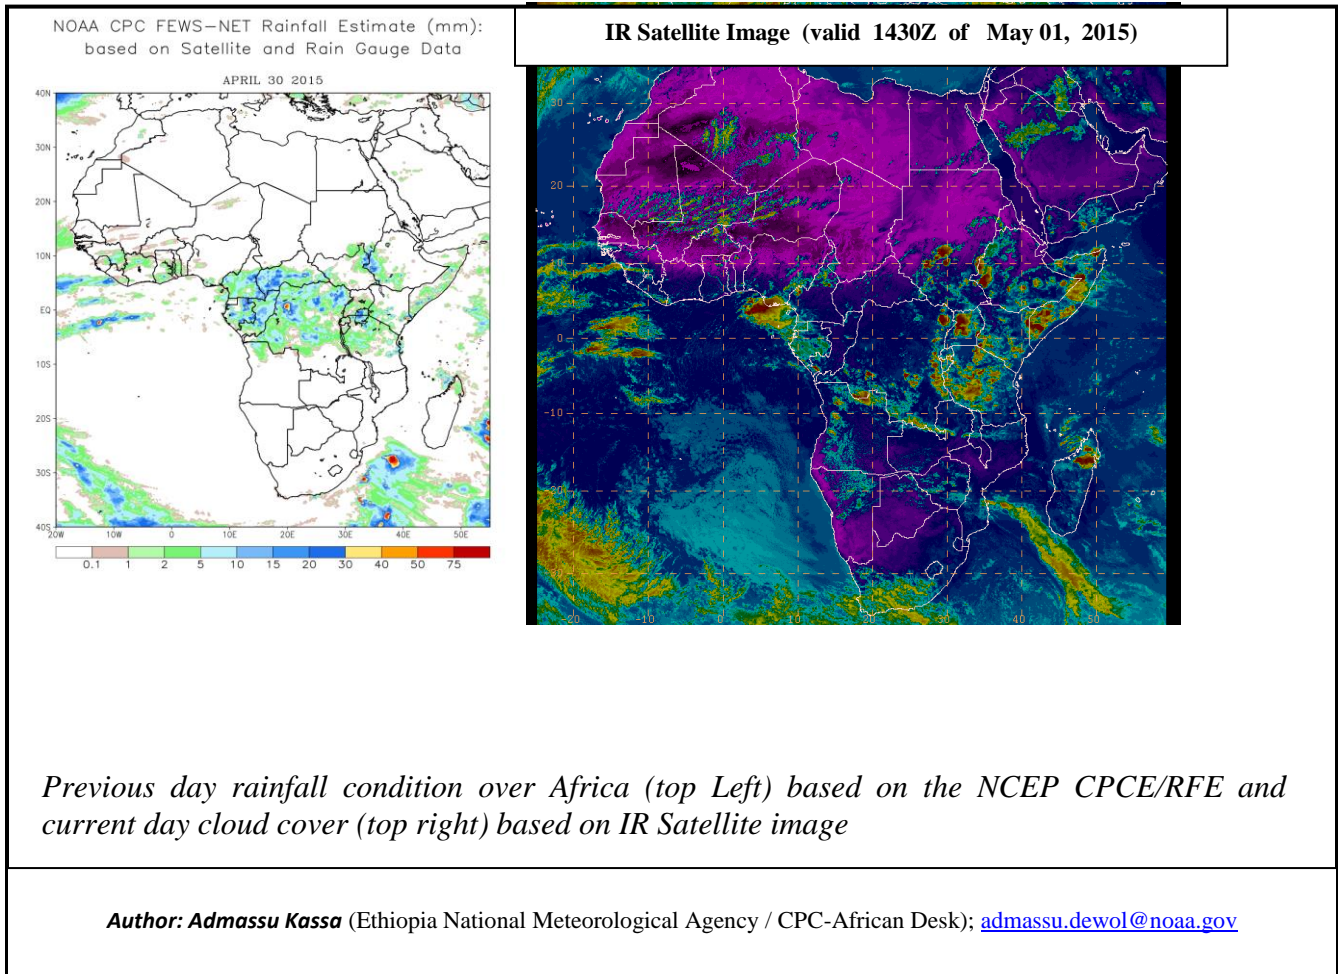 NOAA CPC FEWS–NET Rainfall Estimate (mm):
based on Satellite and Rain Gauge Data
APRIL 30 2015
40N
30N
20N
10N
EQ
10S
20S
30S
40S
20W 10W 0 10E 20E 30E 40E 50E
0.1 1 2 5 10 15 20 30 40 50 75
IR Satellite Image (valid 1430Z of May 01, 2015)
30
20
0
-10
-20 -10 0 10 20 30 40 50
Previous day rainfall condition over Africa (top Left) based on the NCEP CPCE/RFE and
current day cloud cover (top right) based on IR Satellite image
Author: Admassu Kassa (Ethiopia National Meteorological Agency / CPC-African Desk); admassu.dewol@noaa.gov